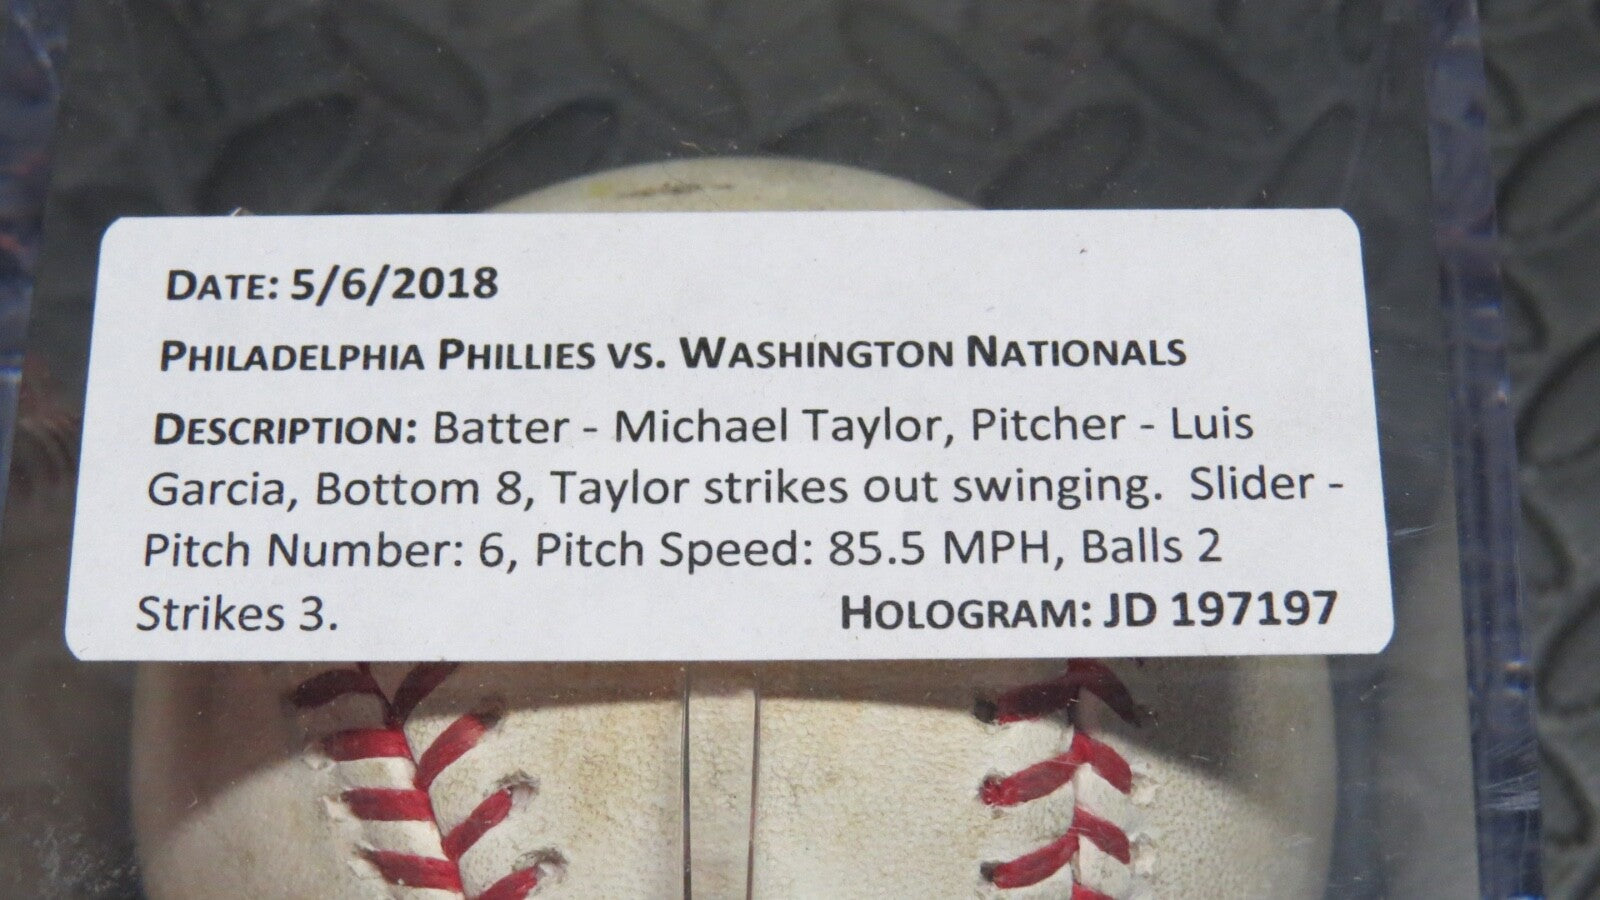 DATE: 5/6/2018
PHILADELPHIA PHILLIES VS. WASHINGTON NATIONALS
DESCRIPTION: Batter - Michael Taylor, Pitcher - Luis
Garcia, Bottom 8, Taylor strikes out swinging.  Slider -
Pitch Number: 6, Pitch Speed: 85.5 MPH, Balls 2
Strikes 3. HOLOGRAM: JD 197197